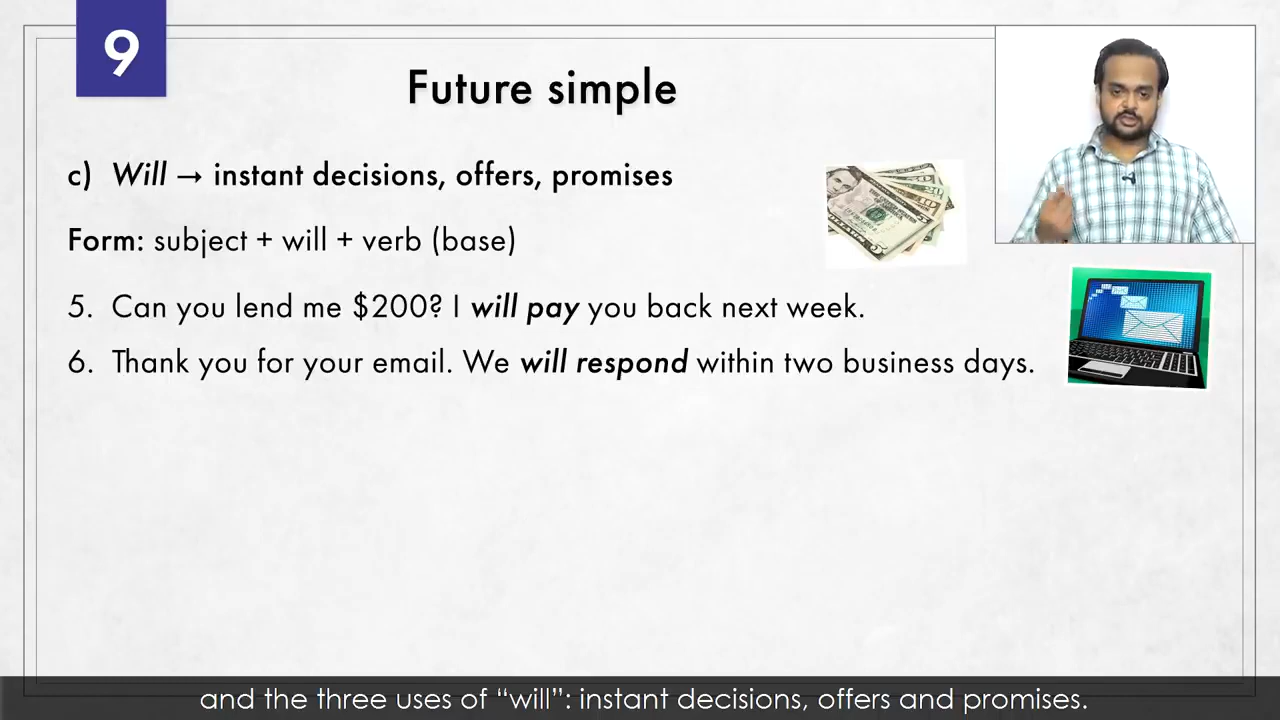 9
Future simple
c) Will → instant decisions, offers, promises
Form: subject + will + verb (base)
5. Can you lend me $200? I will pay you back next week.
6. Thank you for your email. We will respond within two business days.
and the three uses of “will”: instant decisions, offers and promises.